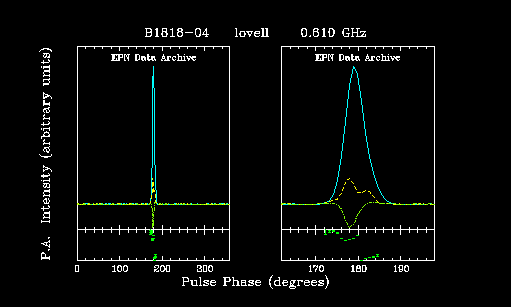 B1818-04 lovell 0.610 GHz
EPN Data Archive EPN Data Archive
P.A. Intensity (arbitrary units)
0 100 200 300 170 180 190
Pulse Phase (degrees)